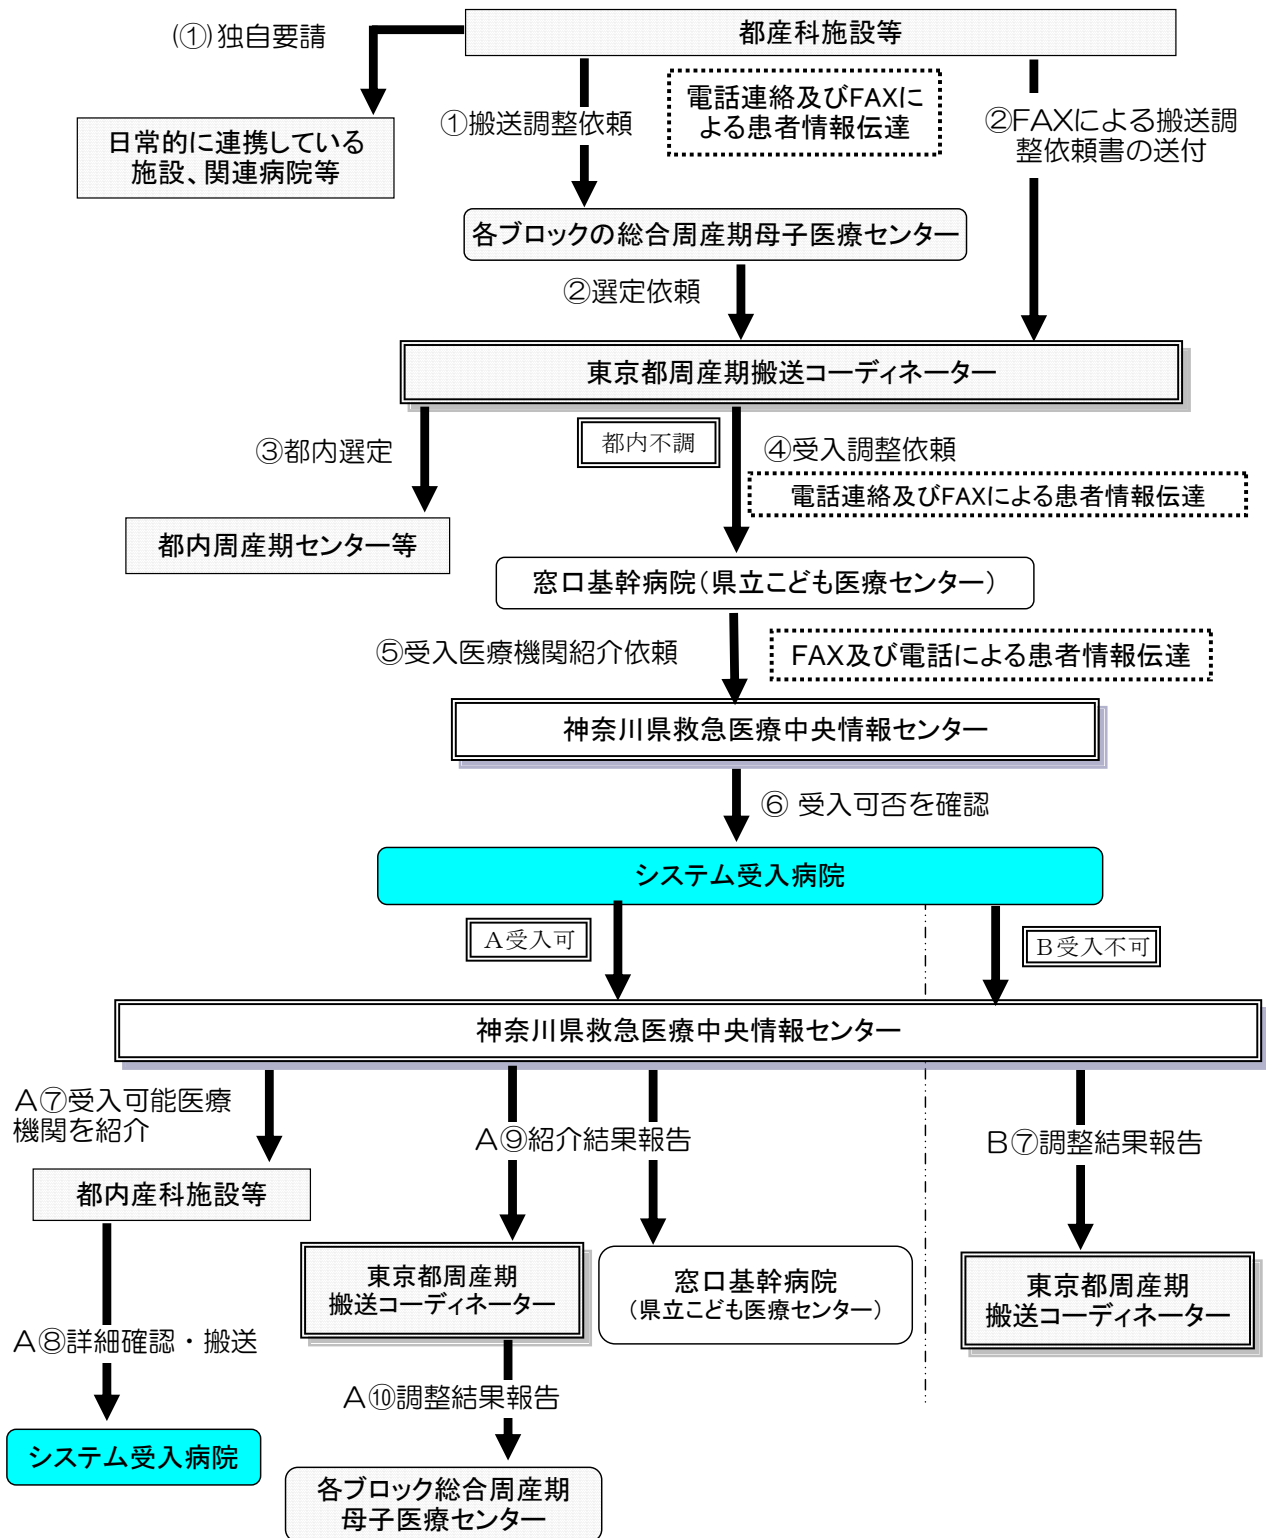 (①)独自要請
都産科施設等
①搬送調整依頼
電話連絡及びFAXに
よる患者情報伝達
②FAXによる搬送調
整依頼書の送付
日常的に連携している
施設、関連病院等
各ブロックの総合周産期母子医療センター
②選定依頼
東京都周産期搬送コーディネーター
③都内選定
都内不調
④受入調整依頼
電話連絡及びFAXによる患者情報伝達
都内周産期センター等
窓口基幹病院(県立こども医療センター)
⑤受入医療機関紹介依頼
FAX及び電話による患者情報伝達
神奈川県救急医療中央情報センター
⑥ 受入可否を確認
システム受入病院
A受入可
B受入不可
神奈川県救急医療中央情報センター
A⑦受入可能医療
機関を紹介
A⑨紹介結果報告
B⑦調整結果報告
都内産科施設等
東京都周産期
搬送コーディネーター
窓口基幹病院
(県立こども医療センター)
東京都周産期
搬送コーディネーター
A⑧詳細確認・搬送
A⑩調整結果報告
システム受入病院
各ブロック総合周産期
母子医療センター